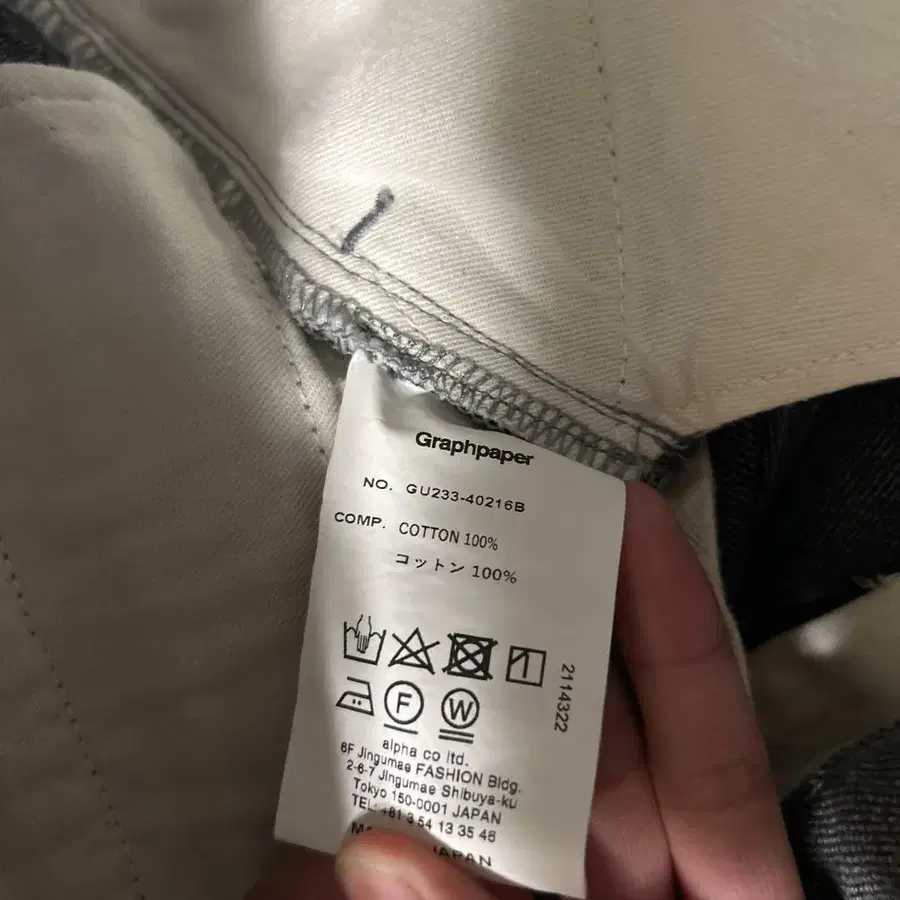 Graphpaper
NO. GU233-40216B
COMP. COTTON 100%
コットン 100%
F W
2114322
alpha co ltd.
6F Jingumae FASHION Bldg.
2-6-7 Jingumae Shibuya-ku
Tokyo 150-0001 JAPAN
TEL: +81 3 54 13 35 46
JAPAN